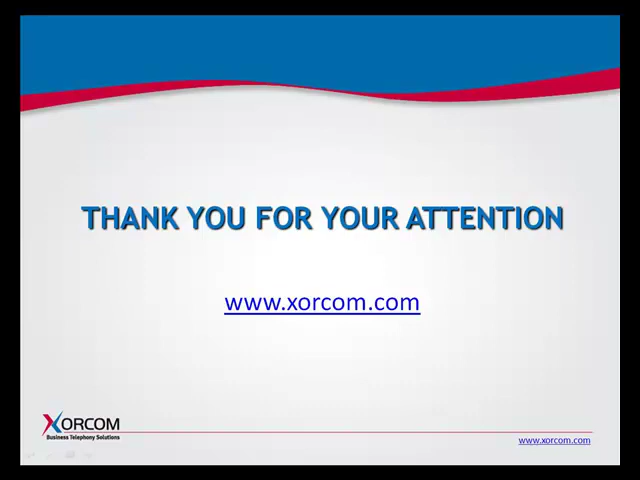 THANK YOU FOR YOUR ATTENTION
www.xorcom.com
XORCOM
Business Telephony Solutions
www.xorcom.com